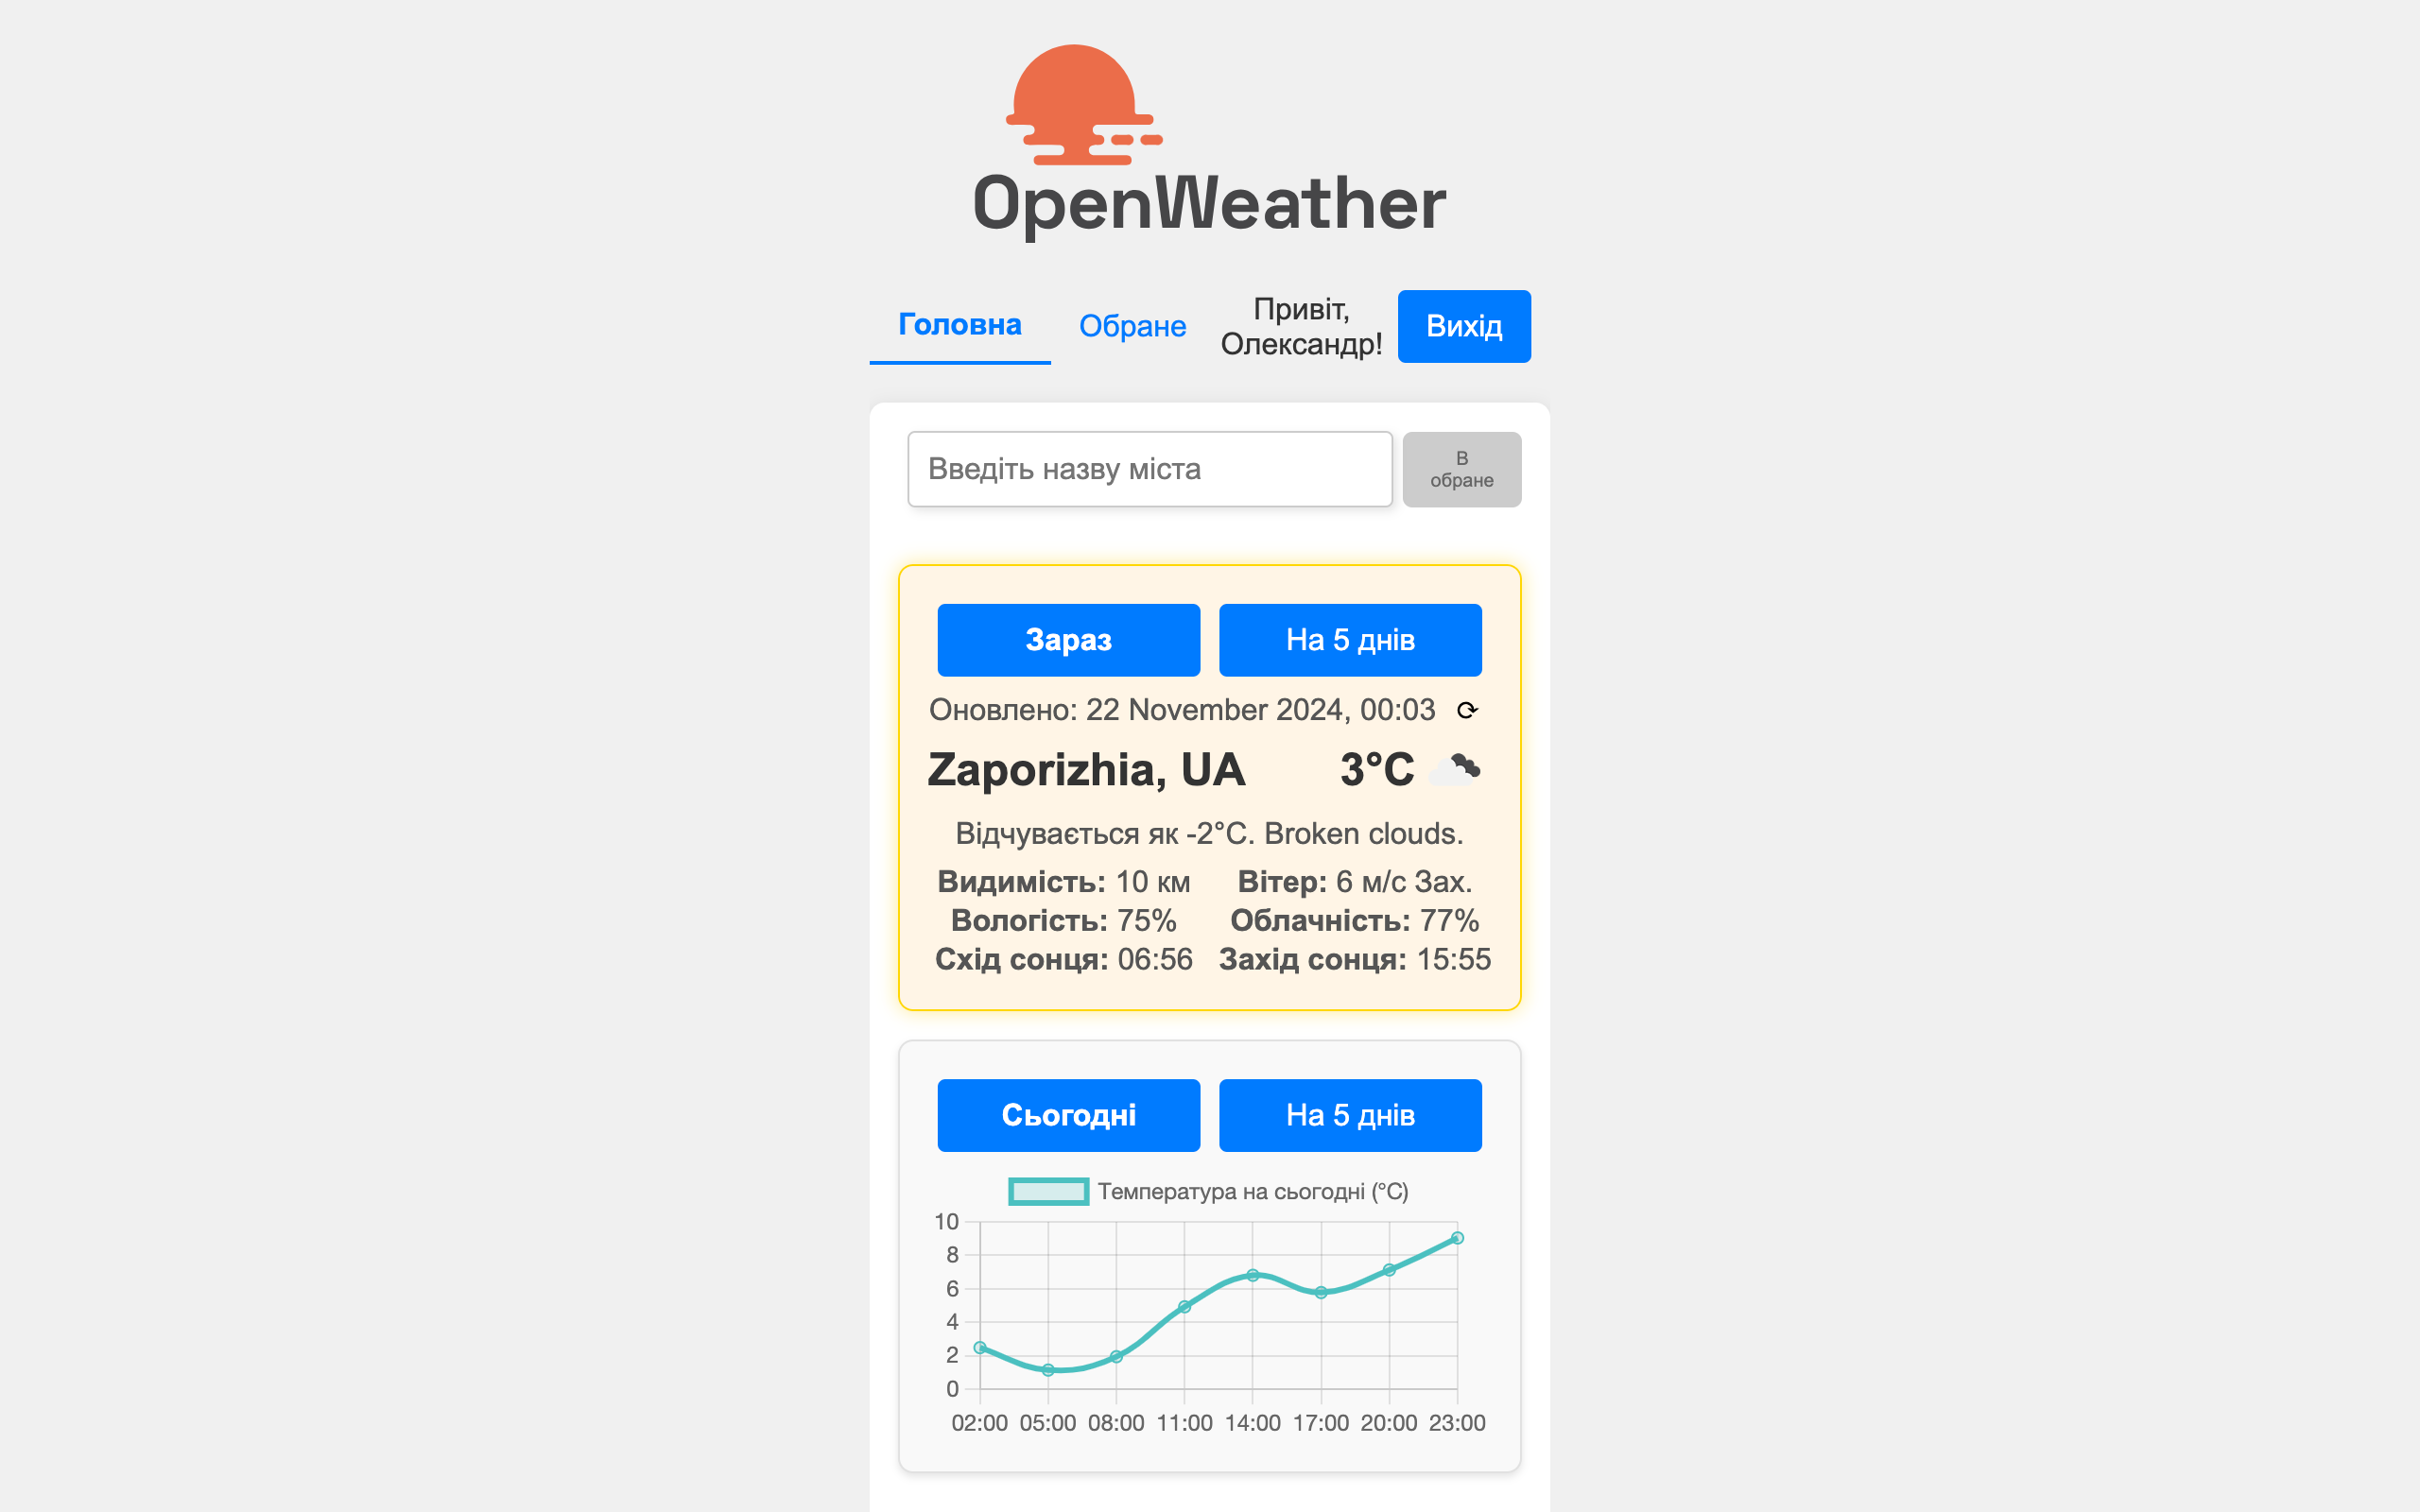 OpenWeather
Головна
Обране
Привіт,
Олександр!
Вихід
Введіть назву міста
В
обране
Зараз
На 5 днів
Оновлено: 22 November 2024, 00:03 ⟳
Zaporizhia, UA 3°C
Відчувається як -2°C. Broken clouds.
Видимість: 10 км Вітер: 6 м/с Зах.
Вологість: 75% Облачність: 77%
Схід сонця: 06:56 Захід сонця: 15:55
Сьогодні
На 5 днів
Температура на сьогодні (°C)
10
8
6
4
2
0
02:00 05:00 08:00 11:00 14:00 17:00 20:00 23:00